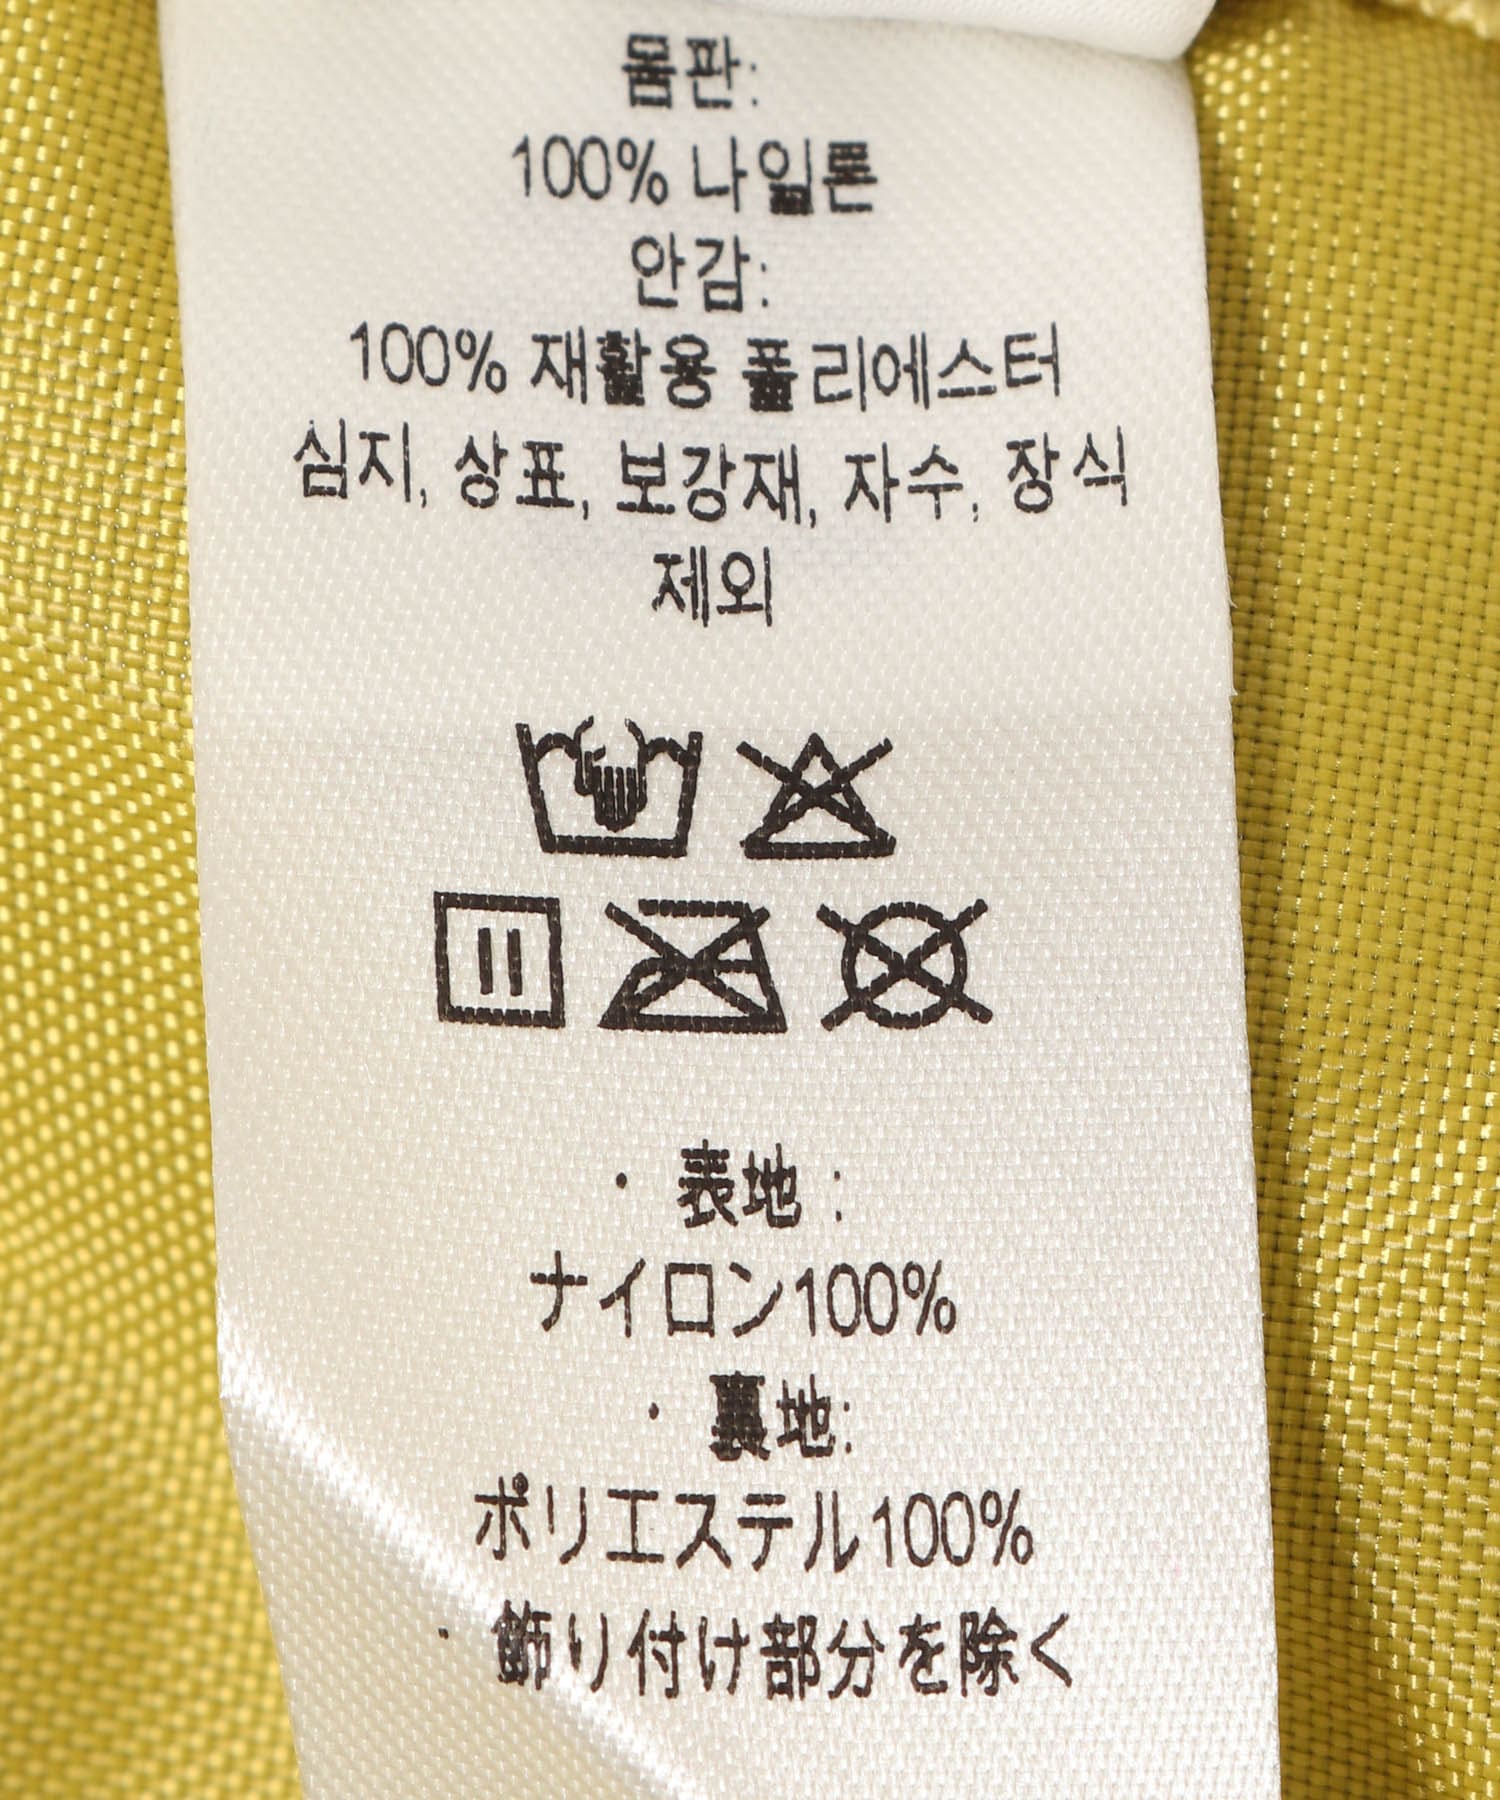 몸판:
100% 나일론
안감:
100% 재활용 폴리에스터
심지, 상표, 보강재, 자수, 장식
제외
・ 表地 :
ナイロン100%
・ 裏地:
ポリエステル100%
・ 飾り付け部分を除く